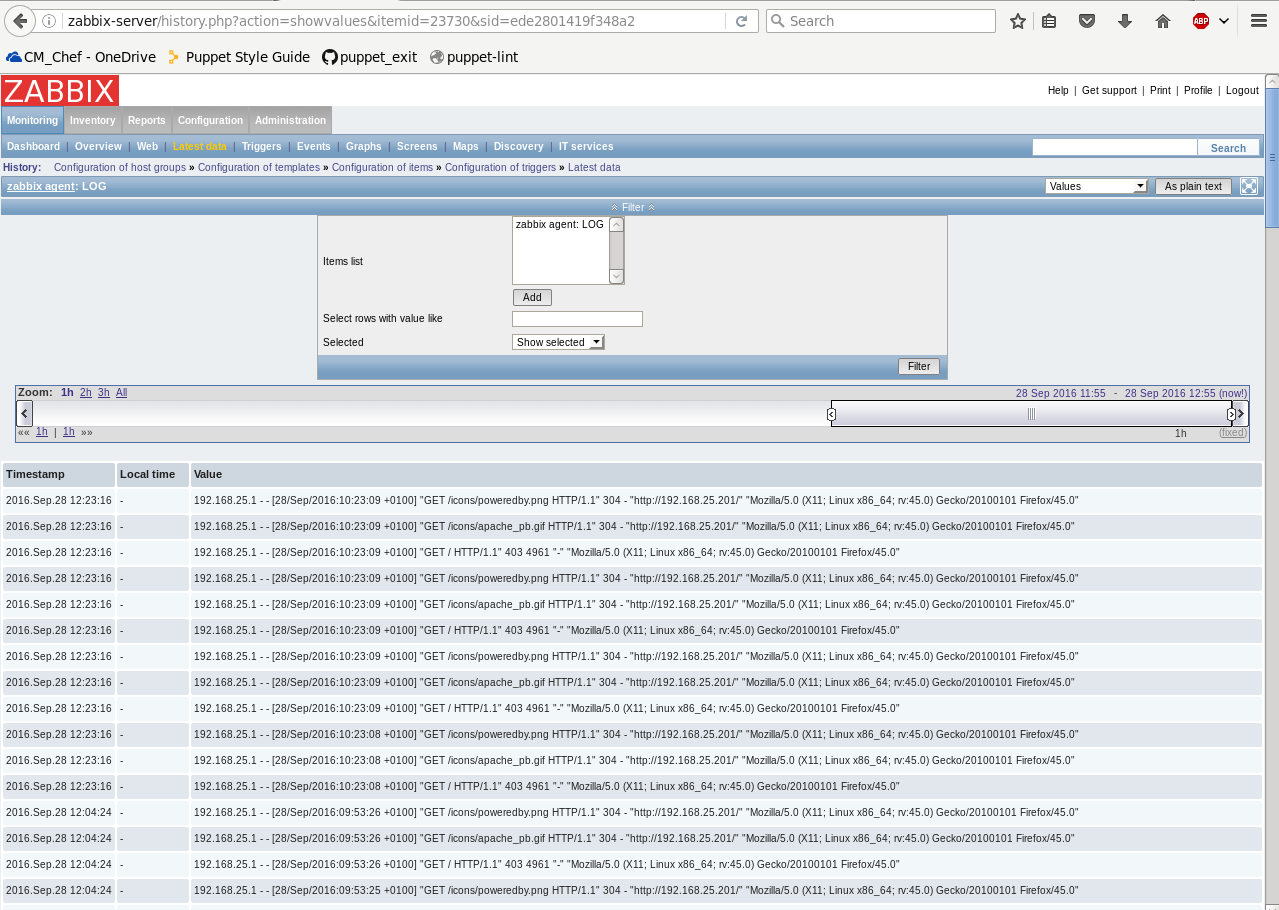 zabbix-server/history.php?action=showvalues&itemid=23730&sid=ede2801419f348a2 Search ABP
CM_Chef - OneDrive Puppet Style Guide puppet_exit puppet-lint
ZABBIX
Help | Get support | Print | Profile | Logout
Monitoring Inventory Reports Configuration Administration
Dashboard | Overview | Web | Latest data | Triggers | Events | Graphs | Screens | Maps | Discovery | IT services Search
History: Configuration of host groups » Configuration of templates » Configuration of items » Configuration of triggers » Latest data
zabbix agent: LOG Values As plain text
Filter
zabbix agent: LOG
Items list
Add
Select rows with value like
Selected Show selected
Filter
Zoom: 1h 2h 3h All 28 Sep 2016 11:55 - 28 Sep 2016 12:55 (now!)
«« 1h | 1h »» 1h (fixed)
Timestamp Local time Value
2016.Sep.28 12:23:16 - 192.168.25.1 - - [28/Sep/2016:10:23:09 +0100] "GET /icons/poweredby.png HTTP/1.1" 304 - "http://192.168.25.201/" "Mozilla/5.0 (X11; Linux x86_64; rv:45.0) Gecko/20100101 Firefox/45.0"
2016.Sep.28 12:23:16 - 192.168.25.1 - - [28/Sep/2016:10:23:09 +0100] "GET /icons/apache_pb.gif HTTP/1.1" 304 - "http://192.168.25.201/" "Mozilla/5.0 (X11; Linux x86_64; rv:45.0) Gecko/20100101 Firefox/45.0"
2016.Sep.28 12:23:16 - 192.168.25.1 - - [28/Sep/2016:10:23:09 +0100] "GET / HTTP/1.1" 403 4961 "-" "Mozilla/5.0 (X11; Linux x86_64; rv:45.0) Gecko/20100101 Firefox/45.0"
2016.Sep.28 12:23:16 - 192.168.25.1 - - [28/Sep/2016:10:23:09 +0100] "GET /icons/poweredby.png HTTP/1.1" 304 - "http://192.168.25.201/" "Mozilla/5.0 (X11; Linux x86_64; rv:45.0) Gecko/20100101 Firefox/45.0"
2016.Sep.28 12:23:16 - 192.168.25.1 - - [28/Sep/2016:10:23:09 +0100] "GET /icons/apache_pb.gif HTTP/1.1" 304 - "http://192.168.25.201/" "Mozilla/5.0 (X11; Linux x86_64; rv:45.0) Gecko/20100101 Firefox/45.0"
2016.Sep.28 12:23:16 - 192.168.25.1 - - [28/Sep/2016:10:23:09 +0100] "GET / HTTP/1.1" 403 4961 "-" "Mozilla/5.0 (X11; Linux x86_64; rv:45.0) Gecko/20100101 Firefox/45.0"
2016.Sep.28 12:23:16 - 192.168.25.1 - - [28/Sep/2016:10:23:09 +0100] "GET /icons/poweredby.png HTTP/1.1" 304 - "http://192.168.25.201/" "Mozilla/5.0 (X11; Linux x86_64; rv:45.0) Gecko/20100101 Firefox/45.0"
2016.Sep.28 12:23:16 - 192.168.25.1 - - [28/Sep/2016:10:23:09 +0100] "GET /icons/apache_pb.gif HTTP/1.1" 304 - "http://192.168.25.201/" "Mozilla/5.0 (X11; Linux x86_64; rv:45.0) Gecko/20100101 Firefox/45.0"
2016.Sep.28 12:23:16 - 192.168.25.1 - - [28/Sep/2016:10:23:09 +0100] "GET / HTTP/1.1" 403 4961 "-" "Mozilla/5.0 (X11; Linux x86_64; rv:45.0) Gecko/20100101 Firefox/45.0"
2016.Sep.28 12:23:16 - 192.168.25.1 - - [28/Sep/2016:10:23:08 +0100] "GET /icons/poweredby.png HTTP/1.1" 304 - "http://192.168.25.201/" "Mozilla/5.0 (X11; Linux x86_64; rv:45.0) Gecko/20100101 Firefox/45.0"
2016.Sep.28 12:23:16 - 192.168.25.1 - - [28/Sep/2016:10:23:08 +0100] "GET /icons/apache_pb.gif HTTP/1.1" 304 - "http://192.168.25.201/" "Mozilla/5.0 (X11; Linux x86_64; rv:45.0) Gecko/20100101 Firefox/45.0"
2016.Sep.28 12:23:16 - 192.168.25.1 - - [28/Sep/2016:10:23:08 +0100] "GET / HTTP/1.1" 403 4961 "-" "Mozilla/5.0 (X11; Linux x86_64; rv:45.0) Gecko/20100101 Firefox/45.0"
2016.Sep.28 12:04:24 - 192.168.25.1 - - [28/Sep/2016:09:53:26 +0100] "GET /icons/poweredby.png HTTP/1.1" 304 - "http://192.168.25.201/" "Mozilla/5.0 (X11; Linux x86_64; rv:45.0) Gecko/20100101 Firefox/45.0"
2016.Sep.28 12:04:24 - 192.168.25.1 - - [28/Sep/2016:09:53:26 +0100] "GET /icons/apache_pb.gif HTTP/1.1" 304 - "http://192.168.25.201/" "Mozilla/5.0 (X11; Linux x86_64; rv:45.0) Gecko/20100101 Firefox/45.0"
2016.Sep.28 12:04:24 - 192.168.25.1 - - [28/Sep/2016:09:53:26 +0100] "GET / HTTP/1.1" 403 4961 "-" "Mozilla/5.0 (X11; Linux x86_64; rv:45.0) Gecko/20100101 Firefox/45.0"
2016.Sep.28 12:04:24 - 192.168.25.1 - - [28/Sep/2016:09:53:25 +0100] "GET /icons/poweredby.png HTTP/1.1" 304 - "http://192.168.25.201/" "Mozilla/5.0 (X11; Linux x86_64; rv:45.0) Gecko/20100101 Firefox/45.0"